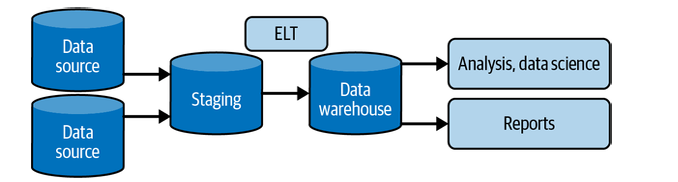 Data
source
Data
source
Staging
ELT
Data
warehouse
Analysis, data science
Reports